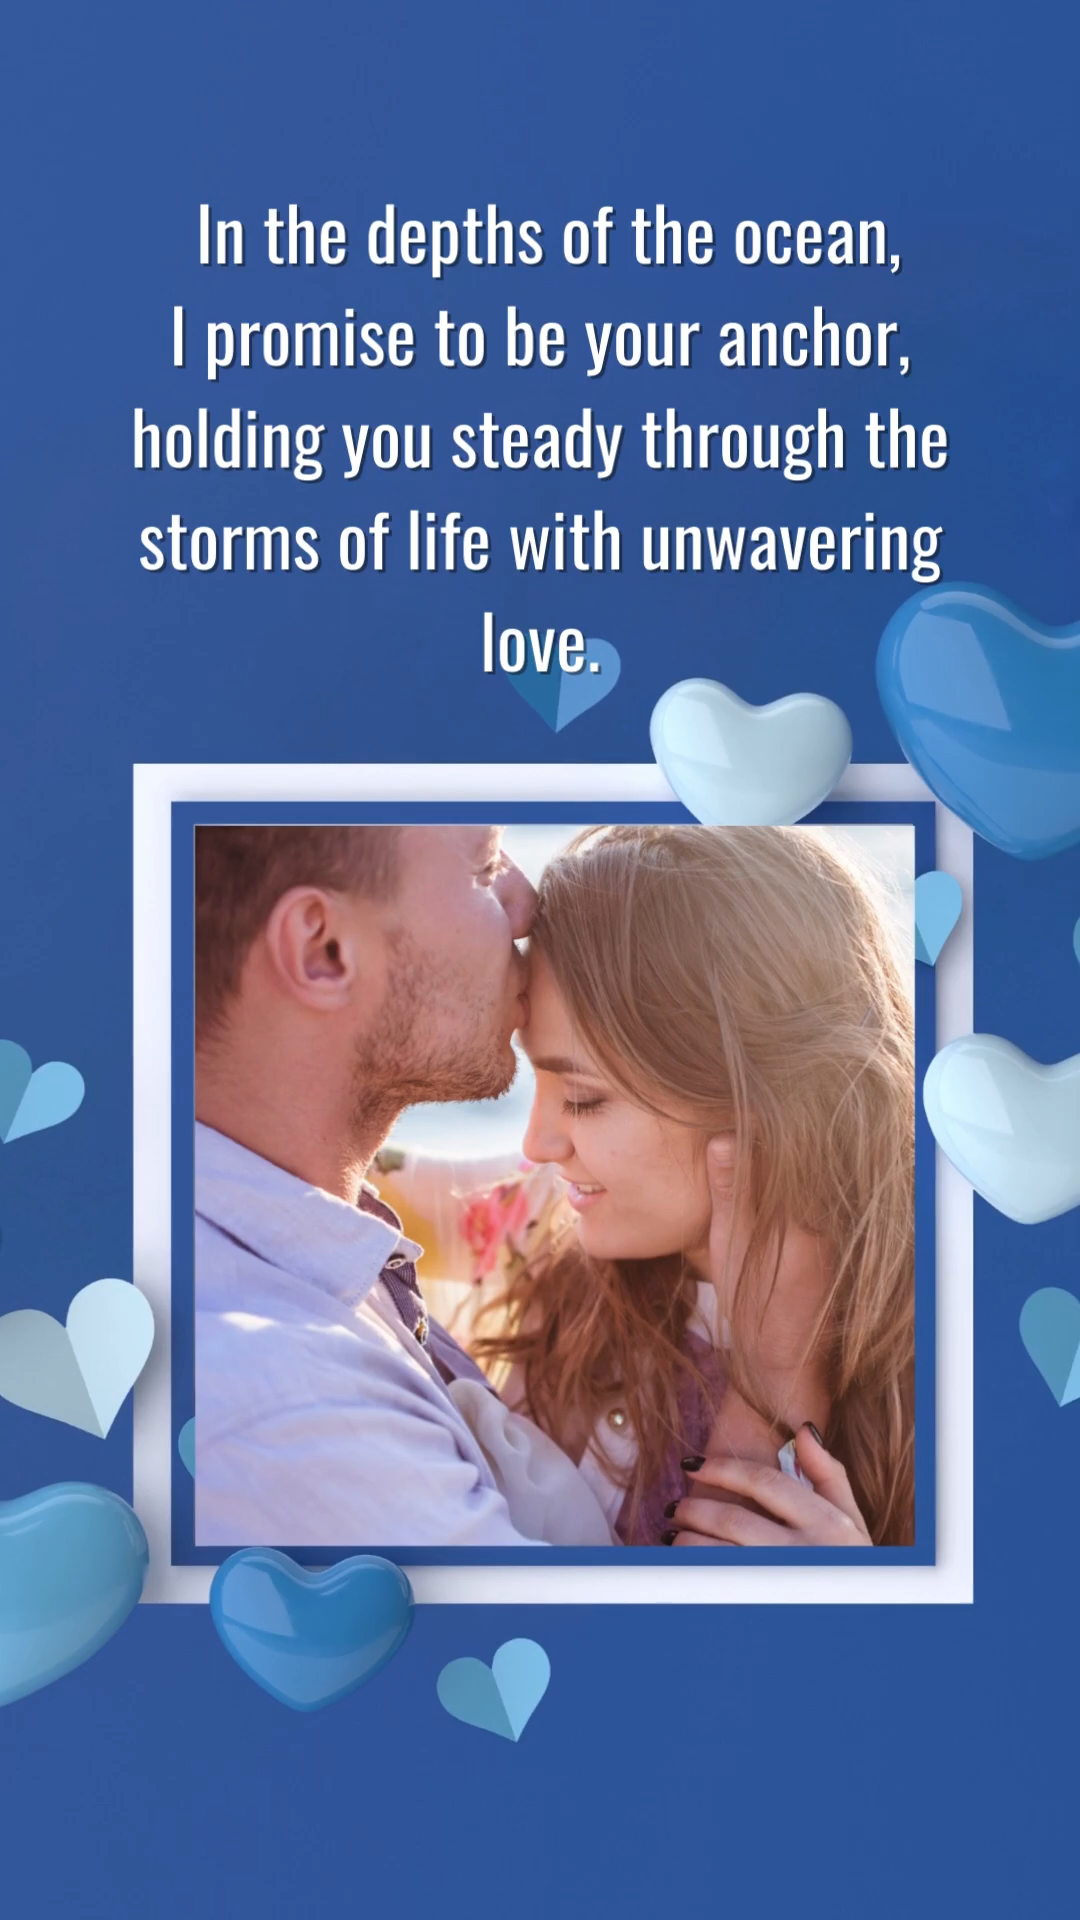 In the depths of the ocean,
I promise to be your anchor,
holding you steady through the
storms of life with unwavering
love.